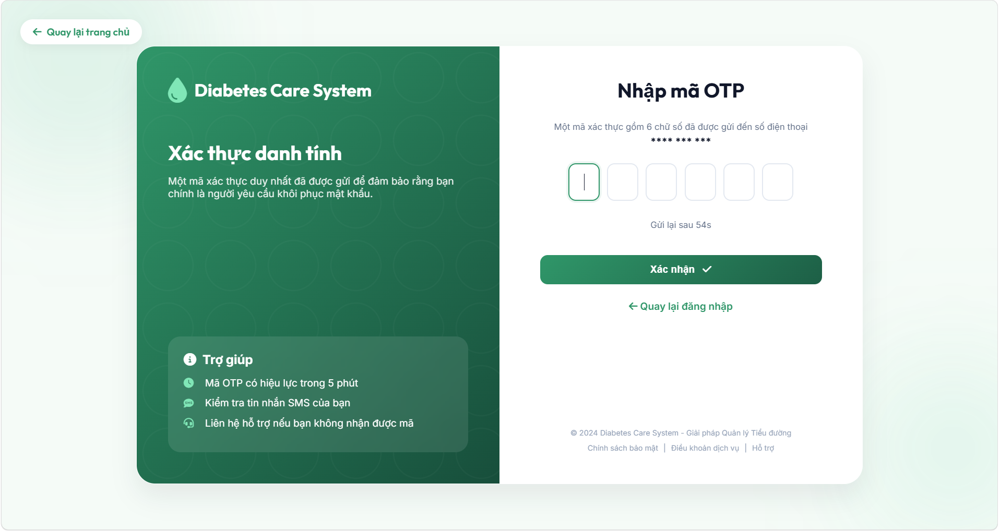 Quay lại trang chủ
Diabetes Care System
Xác thực danh tính
Một mã xác thực duy nhất đã được gửi để đảm bảo rằng bạn
chính là người yêu cầu khôi phục mật khẩu.
Trợ giúp
Mã OTP có hiệu lực trong 5 phút
SMS
Kiểm tra tin nhắn SMS của bạn
Liên hệ hỗ trợ nếu bạn không nhận được mã
Nhập mã OTP
Một mã xác thực gồm 6 chữ số đã được gửi đến số điện thoại
**** *** ***
Gửi lại sau 54s
Xác nhận
Quay lại đăng nhập
© 2024 Diabetes Care System - Giải pháp Quản lý Tiểu đường
Chính sách bảo mật | Điều khoản dịch vụ | Hỗ trợ